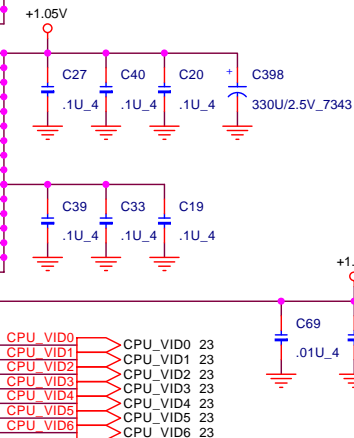 +1.05V
C27 C40 C20 + C398
.1U_4 .1U_4 .1U_4 330U/2.5V_7343
C39 C33 C19
.1U_4 .1U_4 .1U_4
+1.
C69
.01U_4
CPU_VID0 CPU_VID0 23
CPU_VID1 CPU_VID1 23
CPU_VID2 CPU_VID2 23
CPU_VID3 CPU_VID3 23
CPU_VID4 CPU_VID4 23
CPU_VID5 CPU_VID5 23
CPU_VID6 CPU_VID6 23